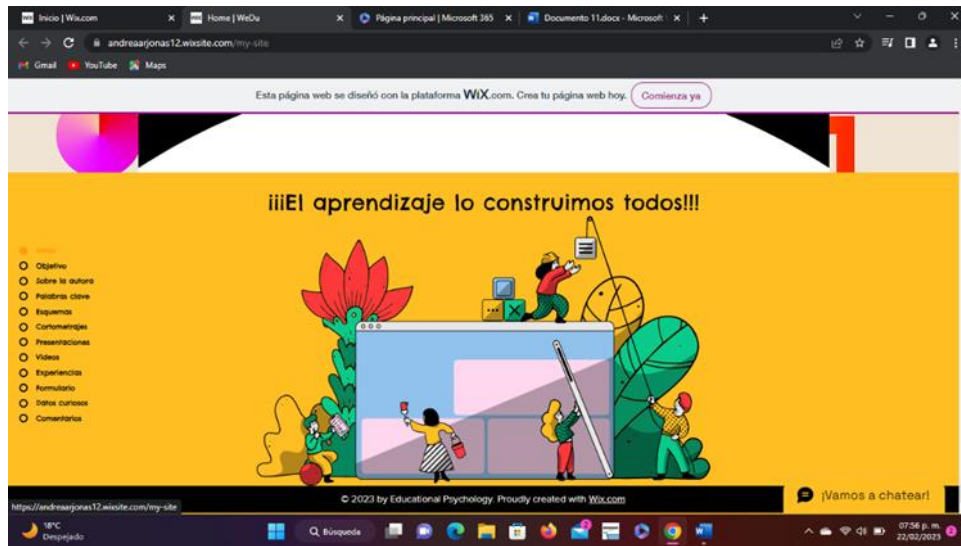 Inicio | Wix.com
Home | WeDu
Página principal | Microsoft 365
Documento 11.docx - Microsoft
andreaarjonas12.wixsite.com/my-site
Gmail
YouTube
Maps
Esta página web se diseñó con la plataforma WiX.com. Crea tu página web hoy.
Comienza ya
¡¡¡El aprendizaje lo construimos todos!!!
Objetivo
Sobre la autora
Palabras clave
Esquemas
Cortometrajes
Presentaciones
Videos
Experiencias
Formulario
Datos curiosos
Comentarios
© 2023 by Educational Psychology. Proudly created with Wix.com
¡Vamos a chatear!
https://andreaarjonas12.wixsite.com/my-site
18°C
Despejado
Búsqueda
07:56 p. m.
22/02/2023